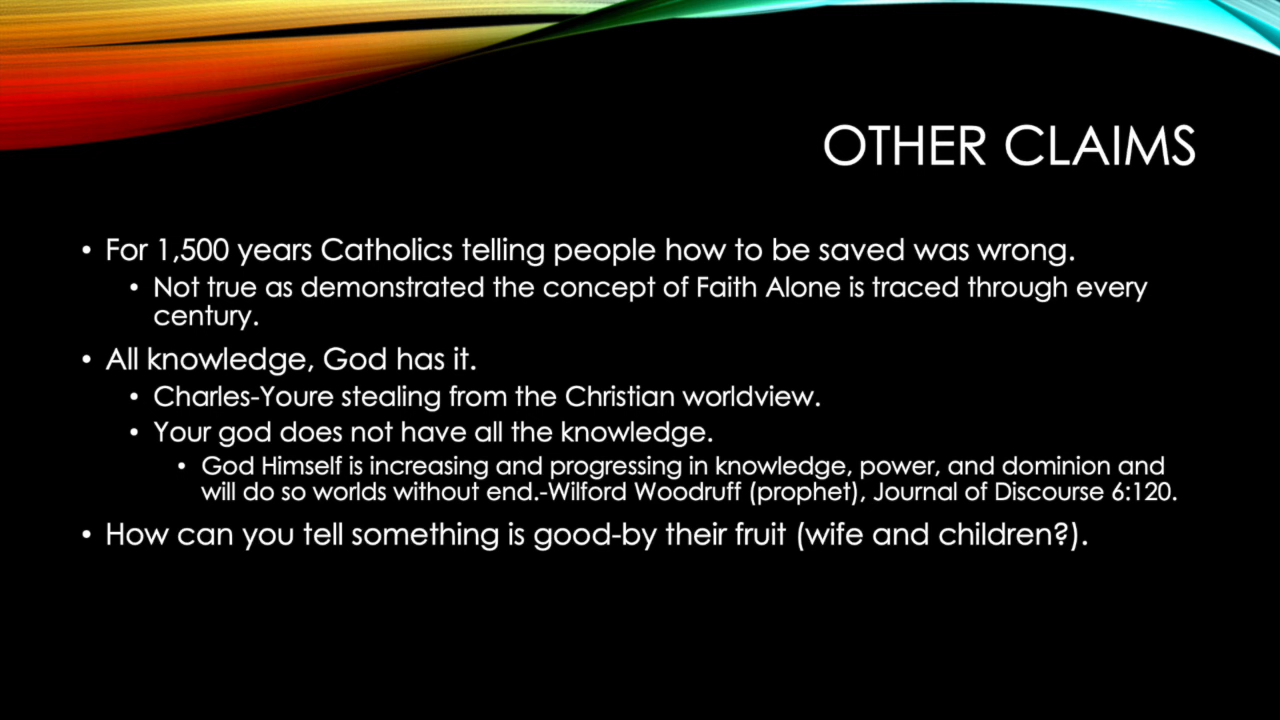 OTHER CLAIMS
• For 1,500 years Catholics telling people how to be saved was wrong.
• Not true as demonstrated the concept of Faith Alone is traced through every
century.
• All knowledge, God has it.
• Charles-Youre stealing from the Christian worldview.
• Your god does not have all the knowledge.
• God Himself is increasing and progressing in knowledge, power, and dominion and
will do so worlds without end.-Wilford Woodruff (prophet), Journal of Discourse 6:120.
• How can you tell something is good-by their fruit (wife and children?).